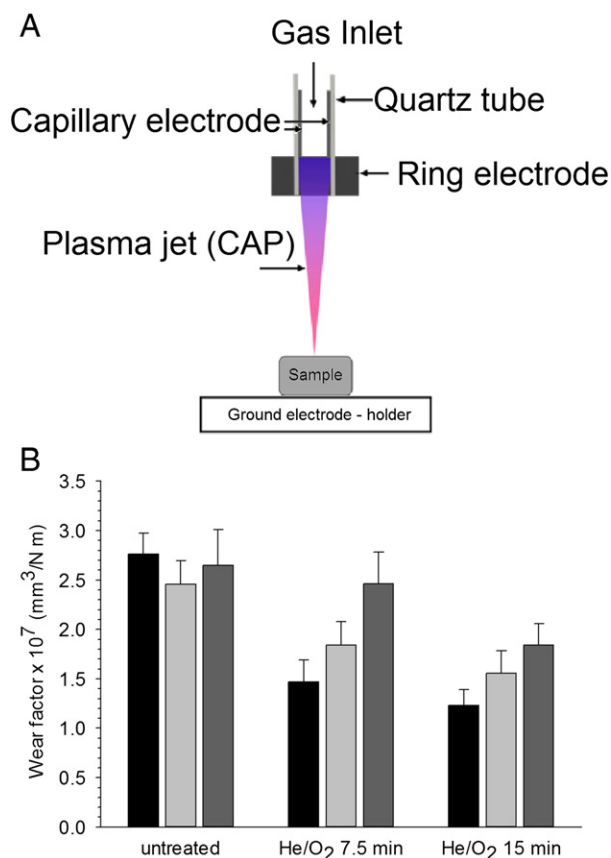 A
Gas Inlet
Quartz tube
Capillary electrode
Ring electrode
Plasma jet (CAP)
Sample
Ground electrode - holder
B
Wear factor x 10⁷ (mm³/N m)
3.5
3.0
2.5
2.0
1.5
1.0
0.5
0.0
untreated He/O₂ 7.5 min He/O₂ 15 min